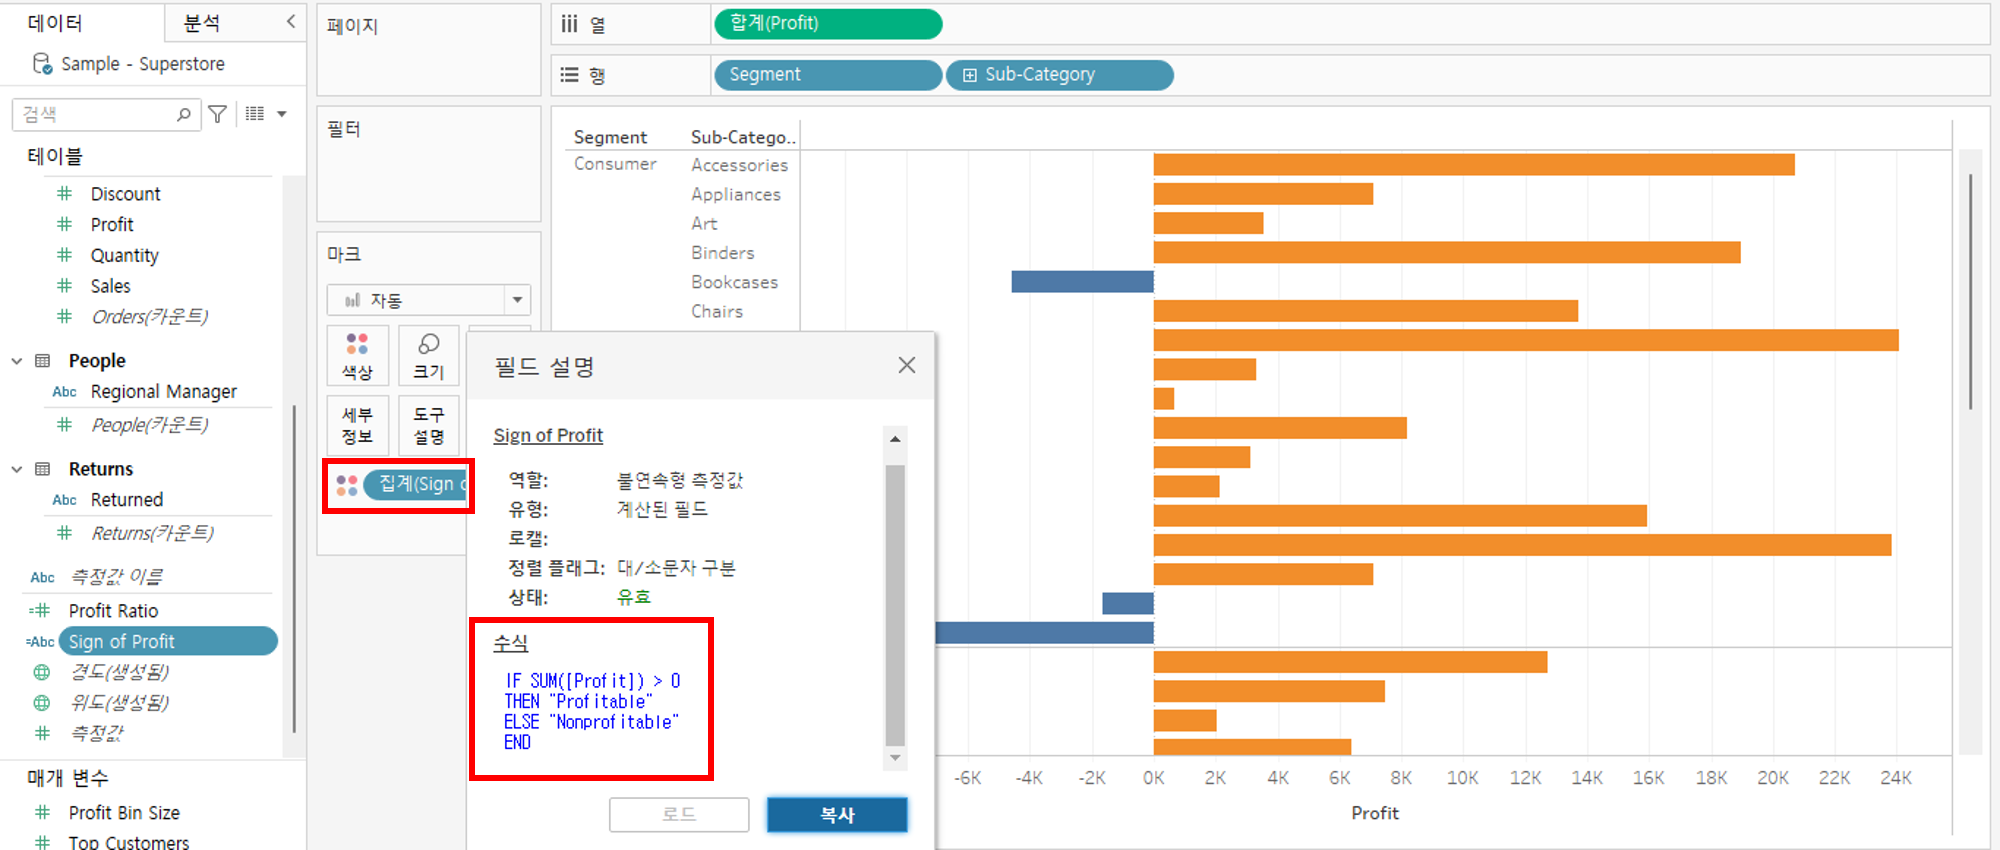 데이터
분석
Sample - Superstore
검색
테이블
Discount
Profit
Quantity
Sales
Orders(카운트)
People
Abc Regional Manager
People(카운트)
Returns
Abc Returned
Returns(카운트)
Abc 측정값 이름
Profit Ratio
=Abc Sign of Profit
경도(생성됨)
위도(생성됨)
측정값
매개 변수
Profit Bin Size
Top Customers
페이지
필터
마크
자동
색상
크기
세부
정보
도구
설명
집계(Sign
열
합계(Profit)
행
Segment
Sub-Category
Segment Sub-Catego..
Consumer Accessories
Appliances
Art
Binders
Bookcases
Chairs
필드 설명
Sign of Profit
역할: 불연속형 측정값
유형: 계산된 필드
로캘:
정렬 플래그: 대/소문자 구분
상태: 유효
수식
IF SUM([Profit]) > 0
THEN "Profitable"
ELSE "Nonprofitable"
END
로드
복사
-6K -4K -2K 0K 2K 4K 6K 8K 10K 12K 14K 16K 18K 20K 22K 24K
Profit